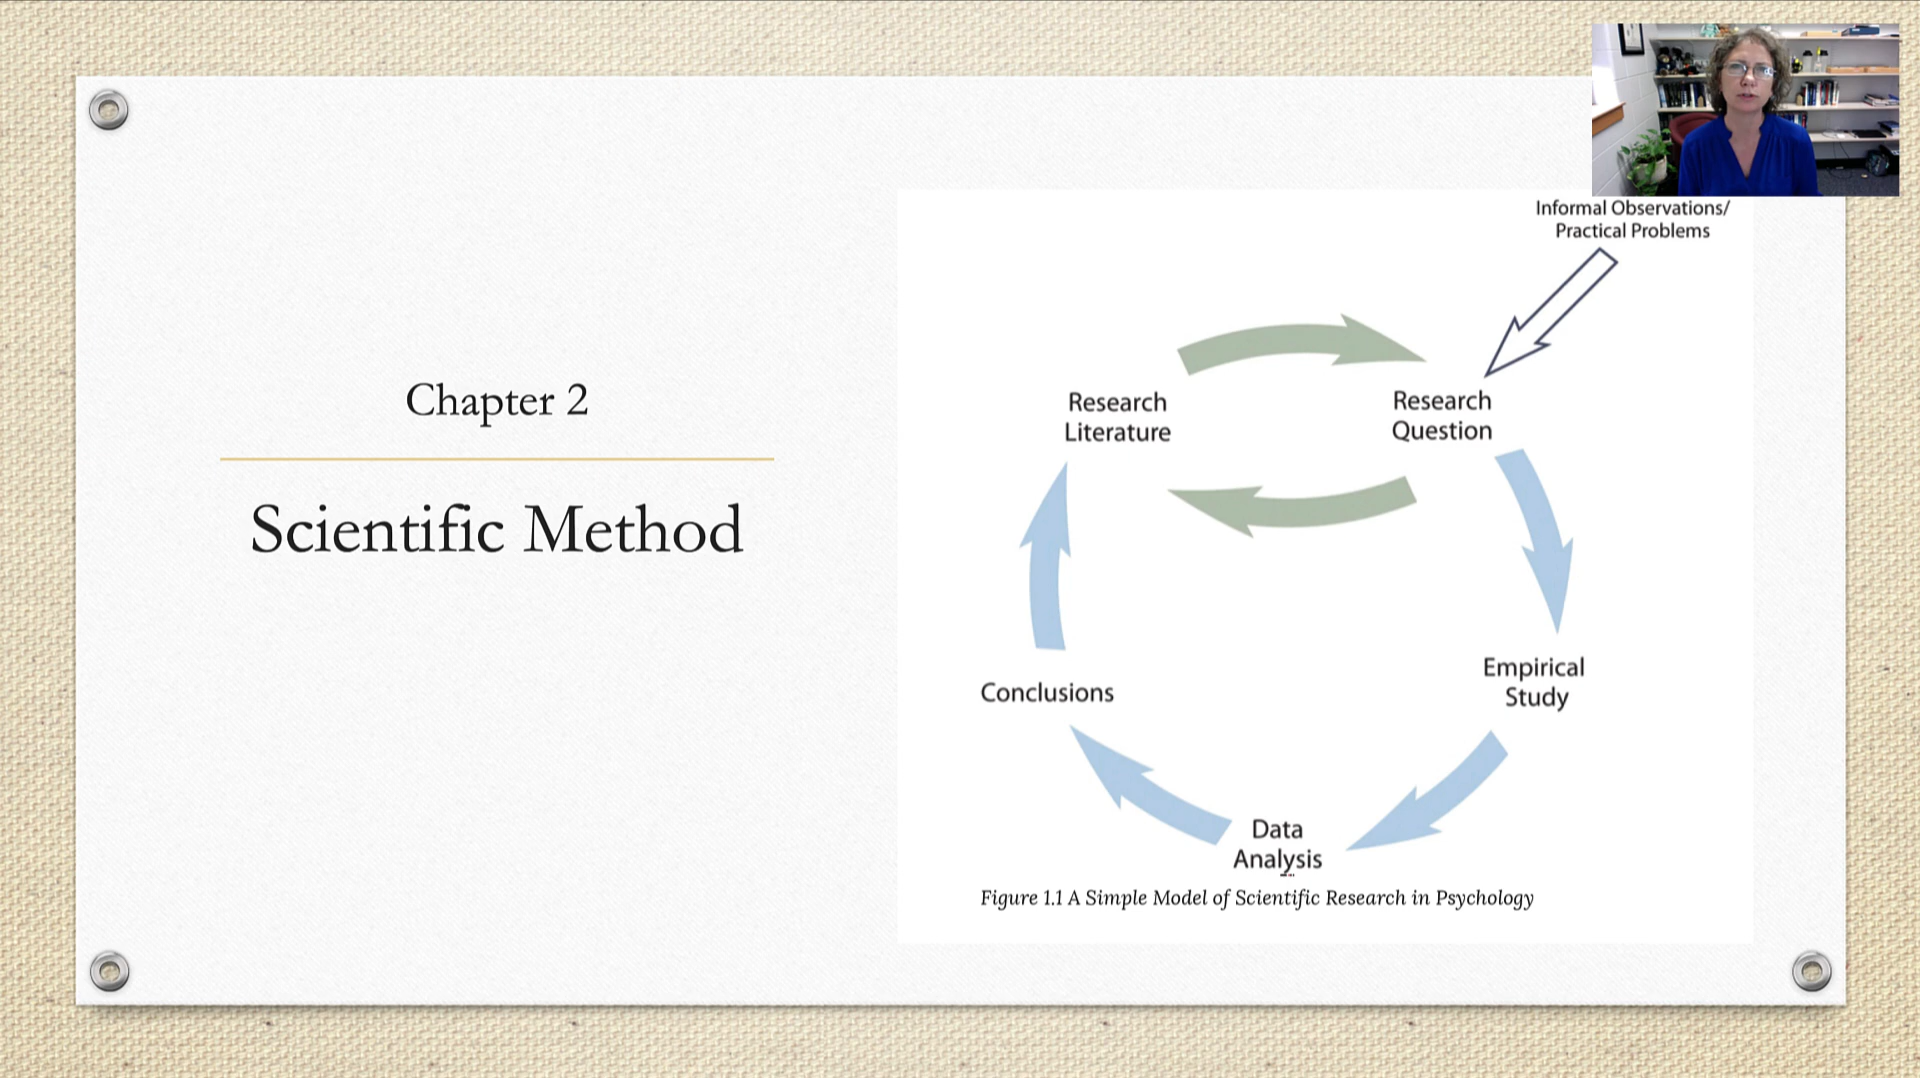 Chapter 2
Scientific Method
Informal Observations/
Practical Problems
Research
Literature
Research
Question
Empirical
Study
Data
Analysis
Conclusions
Figure 1.1 A Simple Model of Scientific Research in Psychology